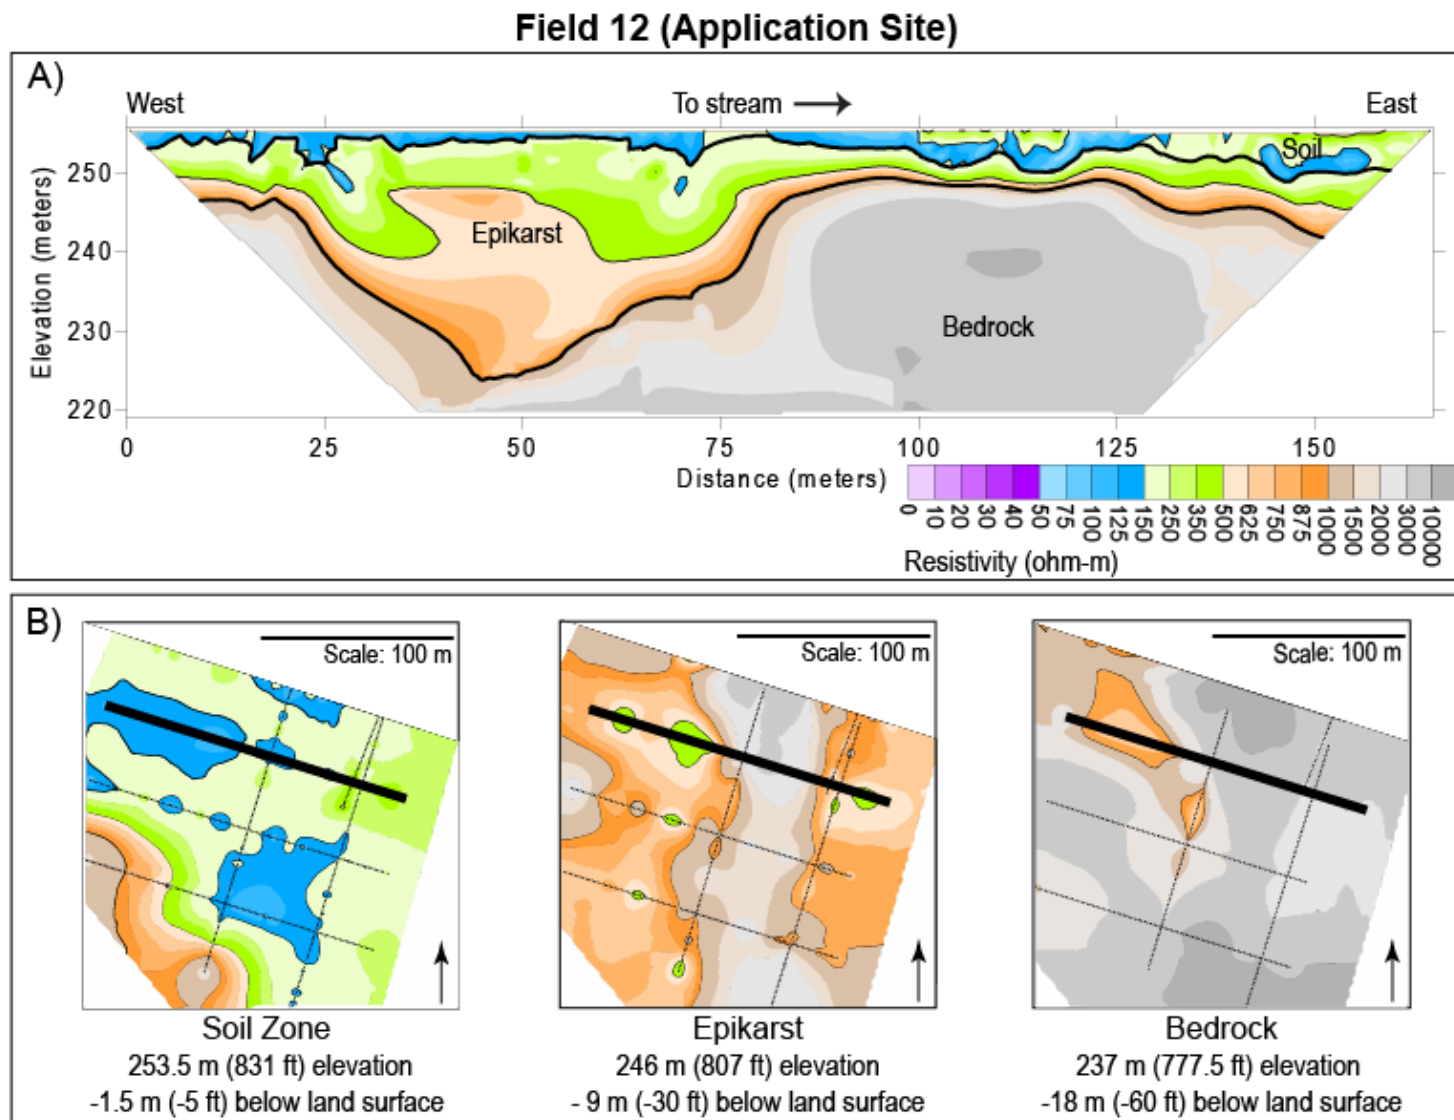 Field 12 (Application Site)
A)
West
To stream
East
Elevation (meters)
250
240
230
220
Soil
Epikarst
Bedrock
0 25 50 75 100 125 150
Distance (meters)
0 10 20 30 40 50 75 100 125 150 250 350 500 625 750 875 1000 1500 2000 3000 10000
Resistivity (ohm-m)
B)
Scale: 100 m
Scale: 100 m
Scale: 100 m
Soil Zone
253.5 m (831 ft) elevation
-1.5 m (-5 ft) below land surface
Epikarst
246 m (807 ft) elevation
- 9 m (-30 ft) below land surface
Bedrock
237 m (777.5 ft) elevation
-18 m (-60 ft) below land surface